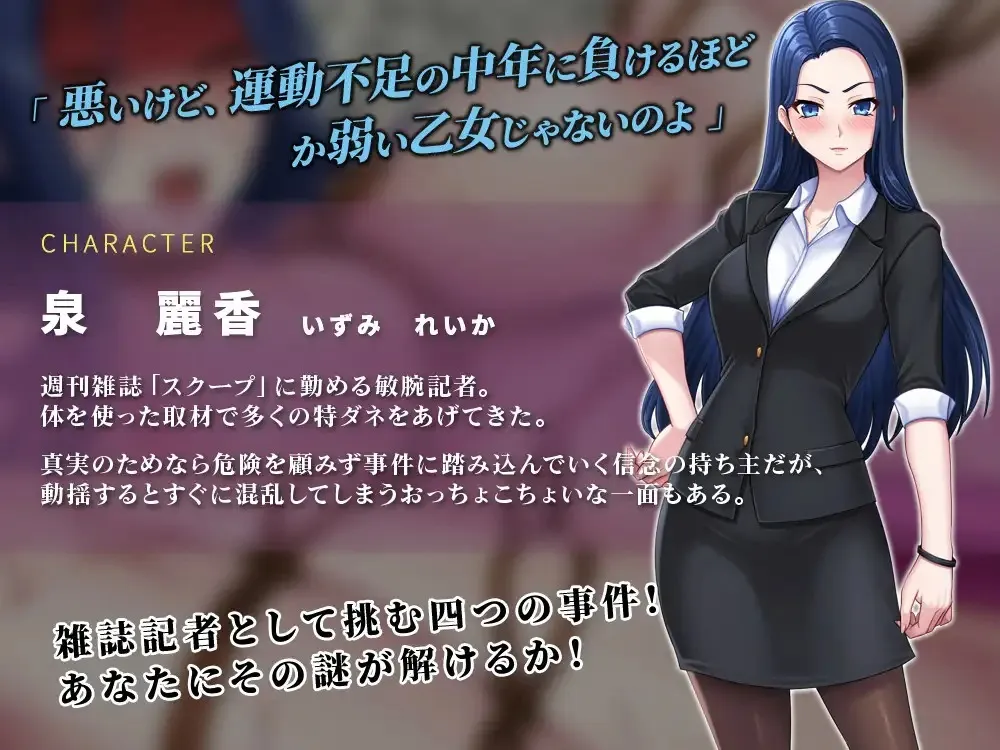 「悪いけど、運動不足の中年に負けるほど
か弱い乙女じゃないのよ」
CHARACTER
泉 麗香 いずみ れいか
週刊雑誌「スクープ」に勤める敏腕記者。
体を使った取材で多くの特ダネをあげてきた。
真実のためなら危険を顧みず事件に踏み込んでいく信念の持ち主だが、
動揺するとすぐに混乱してしまうおっちょこちょいな一面もある。
雑誌記者として挑む四つの事件!
あなたにその謎が解けるか!